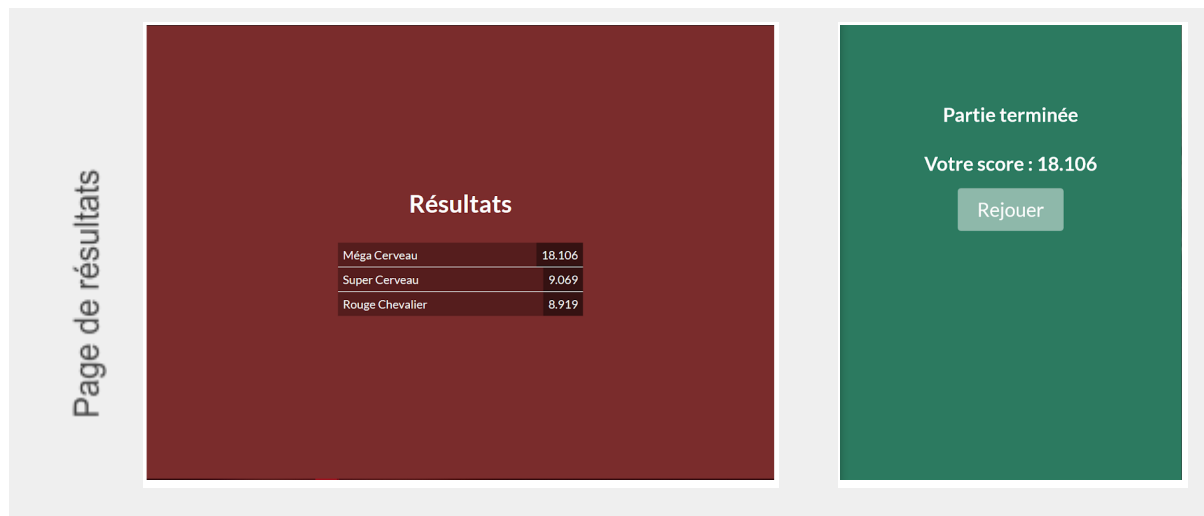 Page de résultats
Résultats
Méga Cerveau 18.106
Super Cerveau 9.069
Rouge Chevalier 8.919
Partie terminée
Votre score : 18.106
Rejouer